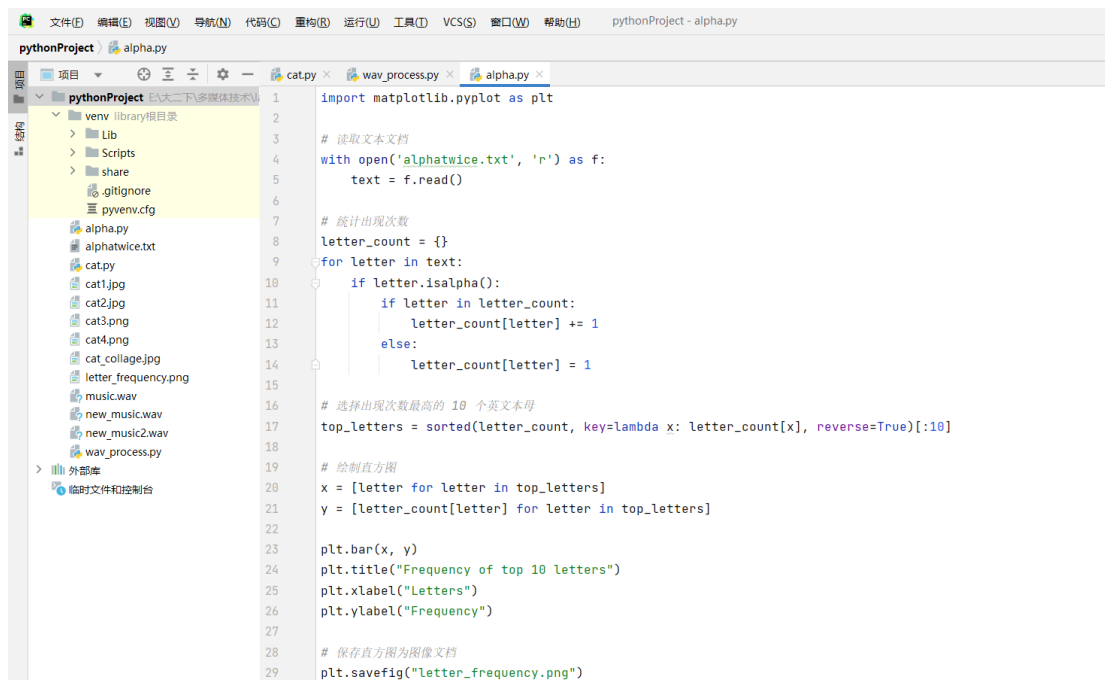 文件(F) 编辑(E) 视图(V) 导航(N) 代码(C) 重构(R) 运行(U) 工具(T) VCS(S) 窗口(W) 帮助(H) pythonProject - alpha.py
pythonProject alpha.py
项目
结构
项目
pythonProject E:\大二下\多媒体技术\
venv library根目录
Lib
Scripts
share
.gitignore
pyvenv.cfg
alpha.py
alphatwice.txt
cat.py
cat1.jpg
cat2.jpg
cat3.png
cat4.png
cat_collage.jpg
letter_frequency.png
music.wav
new_music.wav
new_music2.wav
wav_process.py
外部库
临时文件和控制台
cat.py wav_process.py alpha.py
1 import matplotlib.pyplot as plt
2
3 # 读取文本文档
4 with open('alphatwice.txt', 'r') as f:
5 text = f.read()
6
7 # 统计出现次数
8 letter_count = {}
9 for letter in text:
10 if letter.isalpha():
11 if letter in letter_count:
12 letter_count[letter] += 1
13 else:
14 letter_count[letter] = 1
15
16 # 选择出现次数最高的 10 个英文本母
17 top_letters = sorted(letter_count, key=lambda x: letter_count[x], reverse=True)[:10]
18
19 # 绘制直方图
20 x = [letter for letter in top_letters]
21 y = [letter_count[letter] for letter in top_letters]
22
23 plt.bar(x, y)
24 plt.title("Frequency of top 10 letters")
25 plt.xlabel("Letters")
26 plt.ylabel("Frequency")
27
28 # 保存直方图为图像文档
29 plt.savefig("letter_frequency.png")